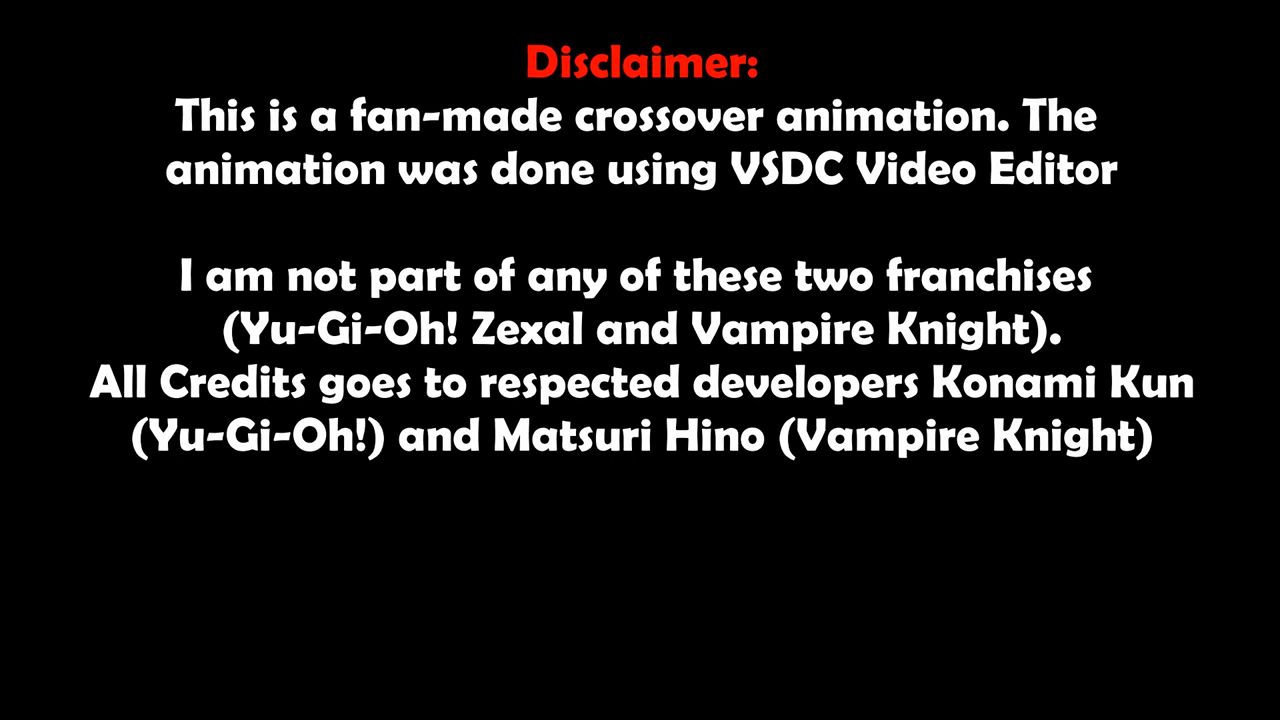 Disclaimer:
This is a fan-made crossover animation. The
animation was done using VSDC Video Editor
I am not part of any of these two franchises
(Yu-Gi-Oh! Zexal and Vampire Knight).
All Credits goes to respected developers Konami Kun
(Yu-Gi-Oh!) and Matsuri Hino (Vampire Knight)